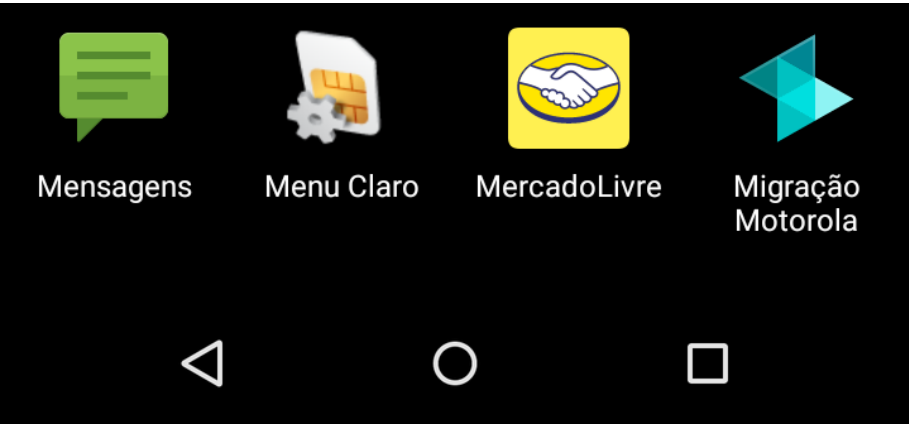 Mensagens
Menu Claro
MercadoLivre
Migração
Motorola